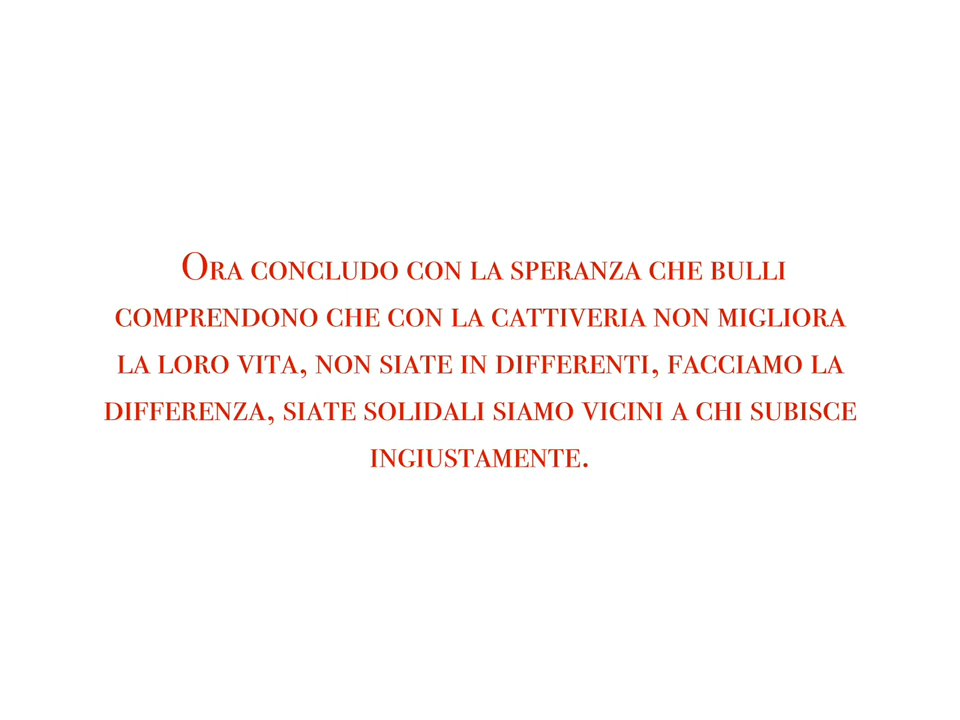 Ora concludo con la speranza che bulli
comprendono che con la cattiveria non migliora
la loro vita, non siate in differenti, facciamo la
differenza, siate solidali siamo vicini a chi subisce
ingiustamente.